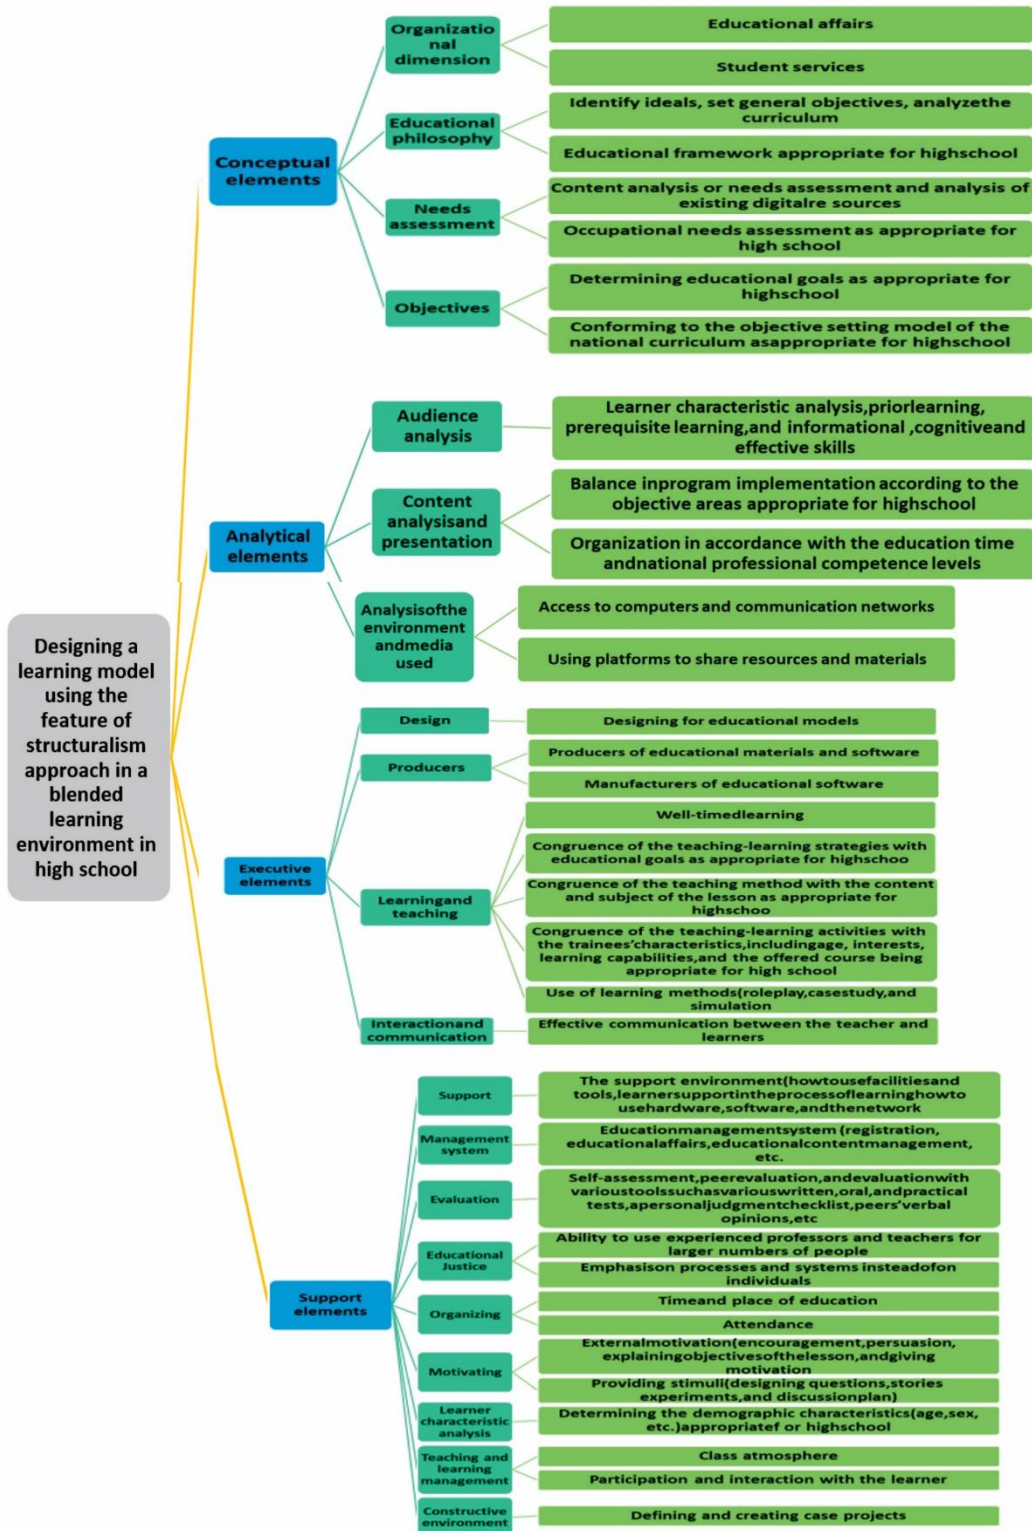 Designing a
learning model
using the
feature of
structuralism
approach in a
blended
learning
environment in
high school
Conceptual
elements
Organizatio
nal
dimension
Educational affairs
Student services
Educational
philosophy
Identify ideals, set general objectives, analyzethe
curriculum
Educational framework appropriate for highschool
Needs
assessment
Content analysis or needs assessment and analysis of
existing digitalre sources
Occupational needs assessment as appropriate for
high school
Objectives
Determining educational goals as appropriate for
highschool
Conforming to the objective setting model of the
national curriculum asappropriate for highschool
Analytical
elements
Audience
analysis
Learner characteristic analysis,priorlearning,
prerequisite learning,and informational ,cognitiveand
effective skills
Content
analysisand
presentation
Balance inprogram implementation according to the
objective areas appropriate for highschool
Organization in accordance with the education time
andnational professional competence levels
Analysisofthe
environment
andmedia
used
Access to computers and communication networks
Using platforms to share resources and materials
Executive
elements
Design
Designing for educational models
Producers
Producers of educational materials and software
Manufacturers of educational software
Learningand
teaching
Well-timedlearning
Congruence of the teaching-learning strategies with
educational goals as appropriate for highschoo
Congruence of the teaching method with the content
and subject of the lesson as appropriate for
highschoo
Congruence of the teaching-learning activities with
the trainees'characteristics,includingage, interests,
learning capabilities,and the offered course being
appropriate for high school
Use of learning methods(roleplay,casestudy,and
simulation
Interactionand
communication
Effective communication between the teacher and
learners
Support
elements
Support
The support environment(howtousefacilitiesand
tools,learnersupportintheprocessoflearninghowto
usehardware,software,andthenetwork
Management
system
Educationmanagementsystem (registration,
educationalaffairs,educationalcontentmanagement,
etc.
Evaluation
Self-assessment,peerevaluation,andevaluationwith
varioustoolssuchasvariouswritten,oral,andpractical
tests,apersonaljudgmentchecklist,peers'verbal
opinions,etc
Educational
Justice
Ability to use experienced professors and teachers for
larger numbers of people
Emphasison processes and systems insteadofon
individuals
Organizing
Timeand place of education
Attendance
Motivating
Externalmotivation(encouragement,persuasion,
explainingobjectivesofthelesson,andgiving
motivation
Providing stimuli(designing questions,stories
experiments,and discussionplan)
Learner
characteristic
analysis
Determining the demographic characteristics(age,sex,
etc.)appropriatef or highschool
Teaching and
learning
management
Class atmosphere
Participation and interaction with the learner
Constructive
environment
Defining and creating case projects